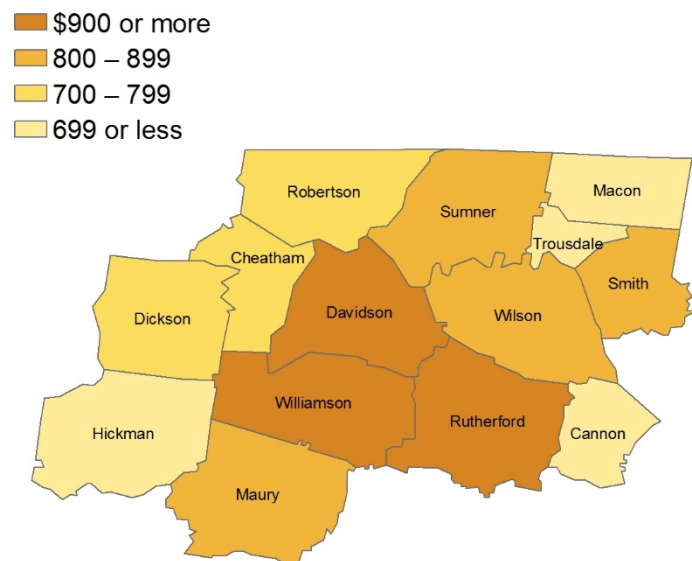 $900 or more
800 – 899
700 – 799
699 or less
Robertson
Sumner
Macon
Trousdale
Cheatham
Smith
Dickson
Davidson
Wilson
Williamson
Rutherford
Hickman
Cannon
Maury